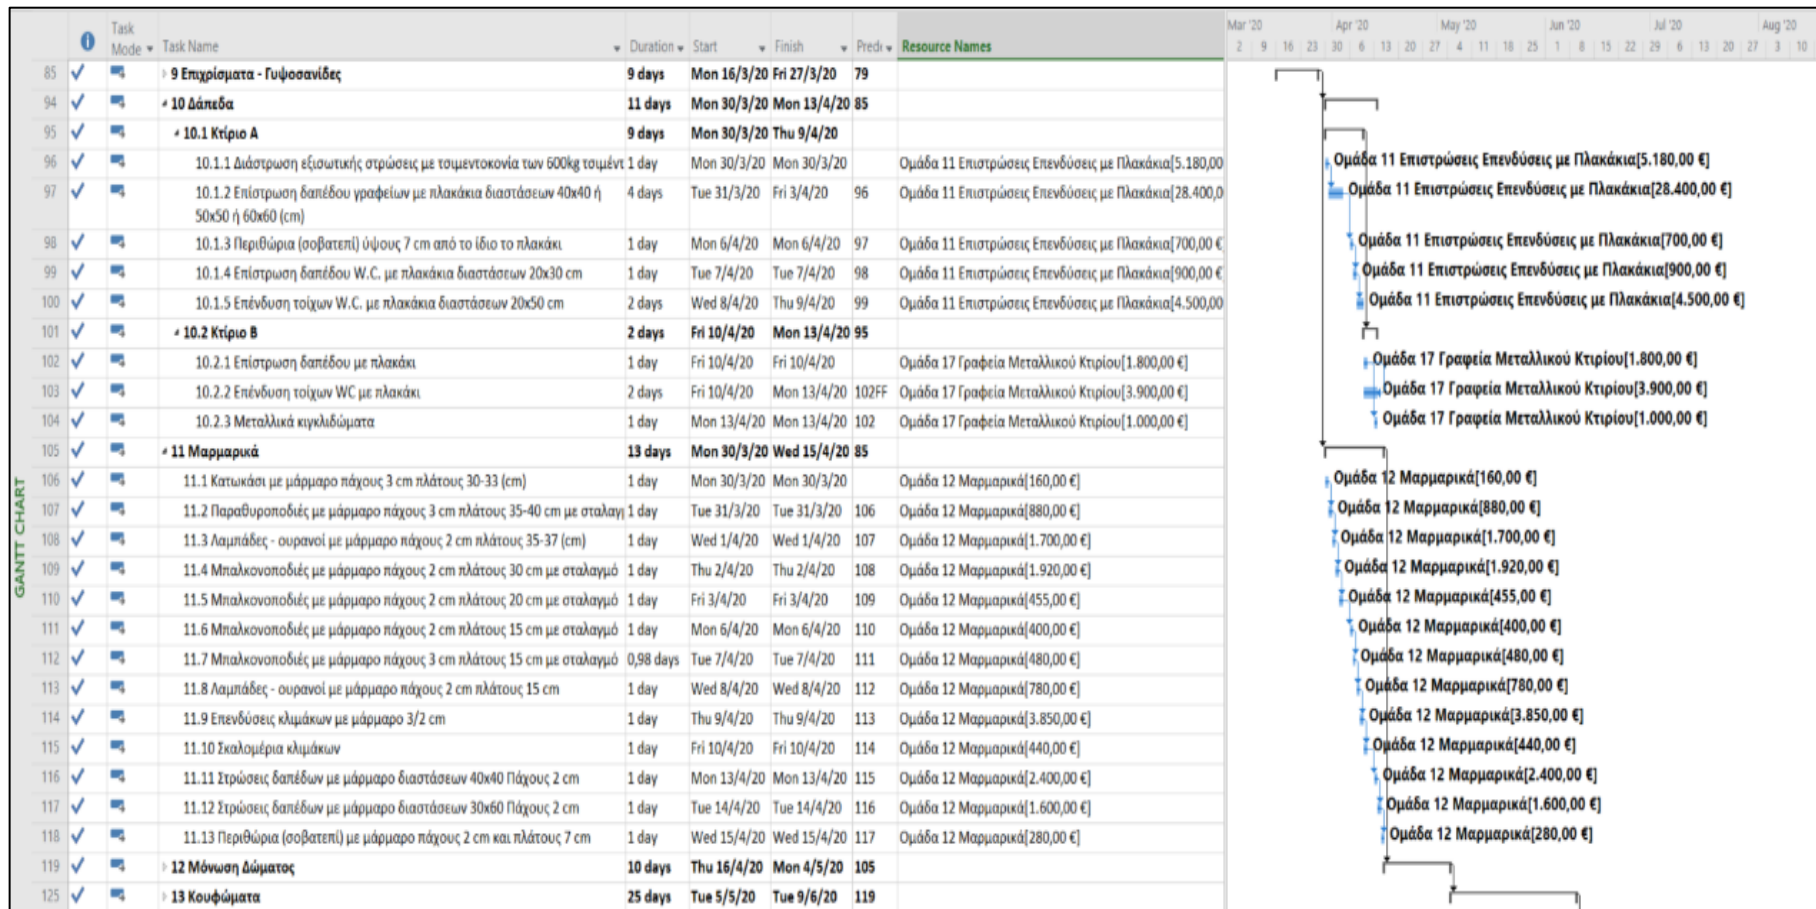 Task Mode Task Name Duration Start Finish Predε Resource Names
Mar '20 Apr '20 May '20 Jun '20 Jul '20 Aug '20
2 9 16 23 30 6 13 20 27 4 11 18 25 1 8 15 22 29 6 13 20 27 3 10
85 9 Επιχρίσματα - Γυψοσανίδες 9 days Mon 16/3/20 Fri 27/3/20 79
94 10 Δάπεδα 11 days Mon 30/3/20 Mon 13/4/20 85
95 10.1 Κτίριο Α 9 days Mon 30/3/20 Thu 9/4/20
96 10.1.1 Διάστρωση εξισωτικής στρώσεις με τσιμεντοκονία των 600kg τσιμέντ 1 day Mon 30/3/20 Mon 30/3/20 Ομάδα 11 Επιστρώσεις Επενδύσεις με Πλακάκια[5.180,00 Ομάδα 11 Επιστρώσεις Επενδύσεις με Πλακάκια[5.180,00 €]
97 10.1.2 Επίστρωση δαπέδου γραφείων με πλακάκια διαστάσεων 40x40 ή 4 days Tue 31/3/20 Fri 3/4/20 96 Ομάδα 11 Επιστρώσεις Επενδύσεις με Πλακάκια[28.400,0 Ομάδα 11 Επιστρώσεις Επενδύσεις με Πλακάκια[28.400,00 €]
50x50 ή 60x60 (cm)
98 10.1.3 Περιθώρια (σοβατεπί) ύψους 7 cm από το ίδιο το πλακάκι 1 day Mon 6/4/20 Mon 6/4/20 97 Ομάδα 11 Επιστρώσεις Επενδύσεις με Πλακάκια[700,00 € Ομάδα 11 Επιστρώσεις Επενδύσεις με Πλακάκια[700,00 €]
99 10.1.4 Επίστρωση δαπέδου W.C. με πλακάκια διαστάσεων 20x30 cm 1 day Tue 7/4/20 Tue 7/4/20 98 Ομάδα 11 Επιστρώσεις Επενδύσεις με Πλακάκια[900,00 € Ομάδα 11 Επιστρώσεις Επενδύσεις με Πλακάκια[900,00 €]
100 10.1.5 Επένδυση τοίχων W.C. με πλακάκια διαστάσεων 20x50 cm 2 days Wed 8/4/20 Thu 9/4/20 99 Ομάδα 11 Επιστρώσεις Επενδύσεις με Πλακάκια[4.500,00 Ομάδα 11 Επιστρώσεις Επενδύσεις με Πλακάκια[4.500,00 €]
101 10.2 Κτίριο Β 2 days Fri 10/4/20 Mon 13/4/20 95
102 10.2.1 Επίστρωση δαπέδου με πλακάκι 1 day Fri 10/4/20 Fri 10/4/20 Ομάδα 17 Γραφεία Μεταλλικού Κτιρίου[1.800,00 €] Ομάδα 17 Γραφεία Μεταλλικού Κτιρίου[1.800,00 €]
103 10.2.2 Επένδυση τοίχων WC με πλακάκι 2 days Fri 10/4/20 Mon 13/4/20 102FF Ομάδα 17 Γραφεία Μεταλλικού Κτιρίου[3.900,00 €] Ομάδα 17 Γραφεία Μεταλλικού Κτιρίου[3.900,00 €]
104 10.2.3 Μεταλλικά κιγκλιδώματα 1 day Mon 13/4/20 Mon 13/4/20 102 Ομάδα 17 Γραφεία Μεταλλικού Κτιρίου[1.000,00 €] Ομάδα 17 Γραφεία Μεταλλικού Κτιρίου[1.000,00 €]
105 11 Μαρμαρικά 13 days Mon 30/3/20 Wed 15/4/20 85
106 11.1 Κατωκάσι με μάρμαρο πάχους 3 cm πλάτους 30-33 (cm) 1 day Mon 30/3/20 Mon 30/3/20 Ομάδα 12 Μαρμαρικά[160,00 €] Ομάδα 12 Μαρμαρικά[160,00 €]
107 11.2 Παραθυροποδιές με μάρμαρο πάχους 3 cm πλάτους 35-40 cm με σταλαγμ 1 day Tue 31/3/20 Tue 31/3/20 106 Ομάδα 12 Μαρμαρικά[880,00 €] Ομάδα 12 Μαρμαρικά[880,00 €]
108 11.3 Λαμπάδες - ουρανοί με μάρμαρο πάχους 2 cm πλάτους 35-37 (cm) 1 day Wed 1/4/20 Wed 1/4/20 107 Ομάδα 12 Μαρμαρικά[1.700,00 €] Ομάδα 12 Μαρμαρικά[1.700,00 €]
109 11.4 Μπαλκονοποδιές με μάρμαρο πάχους 2 cm πλάτους 30 cm με σταλαγμό 1 day Thu 2/4/20 Thu 2/4/20 108 Ομάδα 12 Μαρμαρικά[1.920,00 €] Ομάδα 12 Μαρμαρικά[1.920,00 €]
110 11.5 Μπαλκονοποδιές με μάρμαρο πάχους 2 cm πλάτους 20 cm με σταλαγμό 1 day Fri 3/4/20 Fri 3/4/20 109 Ομάδα 12 Μαρμαρικά[455,00 €] Ομάδα 12 Μαρμαρικά[455,00 €]
111 11.6 Μπαλκονοποδιές με μάρμαρο πάχους 2 cm πλάτους 15 cm με σταλαγμό 1 day Mon 6/4/20 Mon 6/4/20 110 Ομάδα 12 Μαρμαρικά[400,00 €] Ομάδα 12 Μαρμαρικά[400,00 €]
112 11.7 Μπαλκονοποδιές με μάρμαρο πάχους 3 cm πλάτους 15 cm με σταλαγμό 0,98 days Tue 7/4/20 Tue 7/4/20 111 Ομάδα 12 Μαρμαρικά[480,00 €] Ομάδα 12 Μαρμαρικά[480,00 €]
113 11.8 Λαμπάδες - ουρανοί με μάρμαρο πάχους 2 cm πλάτους 15 cm 1 day Wed 8/4/20 Wed 8/4/20 112 Ομάδα 12 Μαρμαρικά[780,00 €] Ομάδα 12 Μαρμαρικά[780,00 €]
114 11.9 Επενδύσεις κλιμάκων με μάρμαρο 3/2 cm 1 day Thu 9/4/20 Thu 9/4/20 113 Ομάδα 12 Μαρμαρικά[3.850,00 €] Ομάδα 12 Μαρμαρικά[3.850,00 €]
115 11.10 Σκαλομέρια κλιμάκων 1 day Fri 10/4/20 Fri 10/4/20 114 Ομάδα 12 Μαρμαρικά[440,00 €] Ομάδα 12 Μαρμαρικά[440,00 €]
116 11.11 Στρώσεις δαπέδων με μάρμαρο διαστάσεων 40x40 Πάχους 2 cm 1 day Mon 13/4/20 Mon 13/4/20 115 Ομάδα 12 Μαρμαρικά[2.400,00 €] Ομάδα 12 Μαρμαρικά[2.400,00 €]
117 11.12 Στρώσεις δαπέδων με μάρμαρο διαστάσεων 30x60 Πάχους 2 cm 1 day Tue 14/4/20 Tue 14/4/20 116 Ομάδα 12 Μαρμαρικά[1.600,00 €] Ομάδα 12 Μαρμαρικά[1.600,00 €]
118 11.13 Περιθώρια (σοβατεπί) με μάρμαρο πάχους 2 cm και πλάτους 7 cm 1 day Wed 15/4/20 Wed 15/4/20 117 Ομάδα 12 Μαρμαρικά[280,00 €] Ομάδα 12 Μαρμαρικά[280,00 €]
119 12 Μόνωση Δώματος 10 days Thu 16/4/20 Mon 4/5/20 105
125 13 Κουφώματα 25 days Tue 5/5/20 Tue 9/6/20 119
GANTT CHART